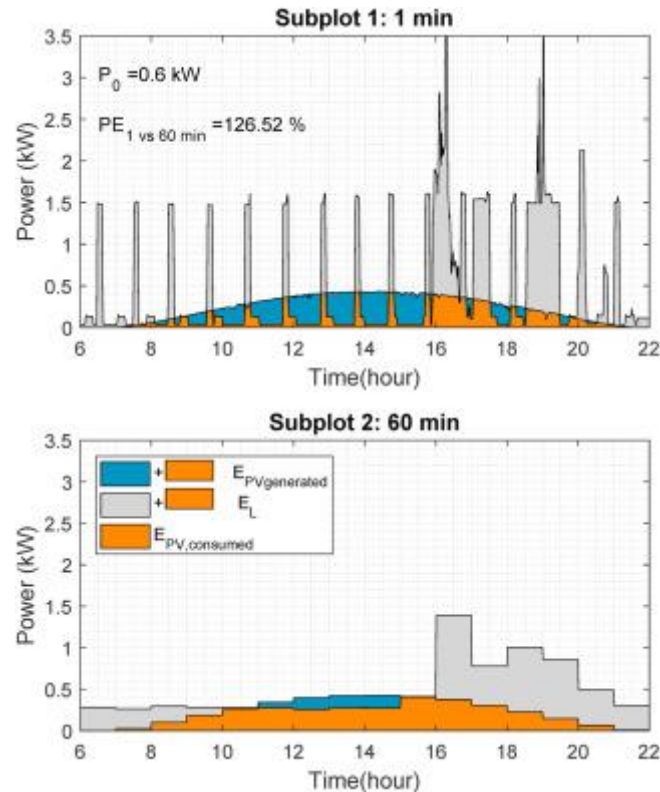 Subplot 1: 1 min
3.5
3
2.5
2
1.5
1
0.5
0
Power (kW)
P0 =0.6 kW
PE1 vs 60 min =126.52 %
6 8 10 12 14 16 18 20 22
Time(hour)
Subplot 2: 60 min
3.5
3
2.5
2
1.5
1
0.5
0
Power (kW)
+ EPVgenerated
+ EL
EPV,consumed
6 8 10 12 14 16 18 20 22
Time(hour)